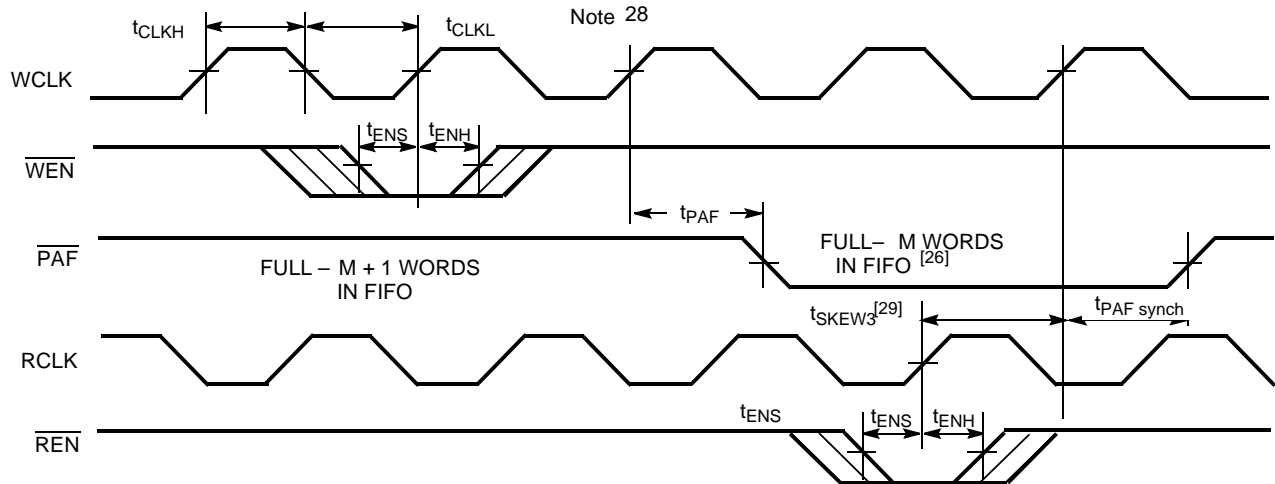 Note 28
tCLKH
tCLKL
WCLK
tENS
tENH
WEN
tPAF
PAF
FULL – M + 1 WORDS
IN FIFO
FULL– M WORDS
IN FIFO [26]
tSKEW3[29]
tPAF synch
RCLK
tENS
tENS
tENH
REN